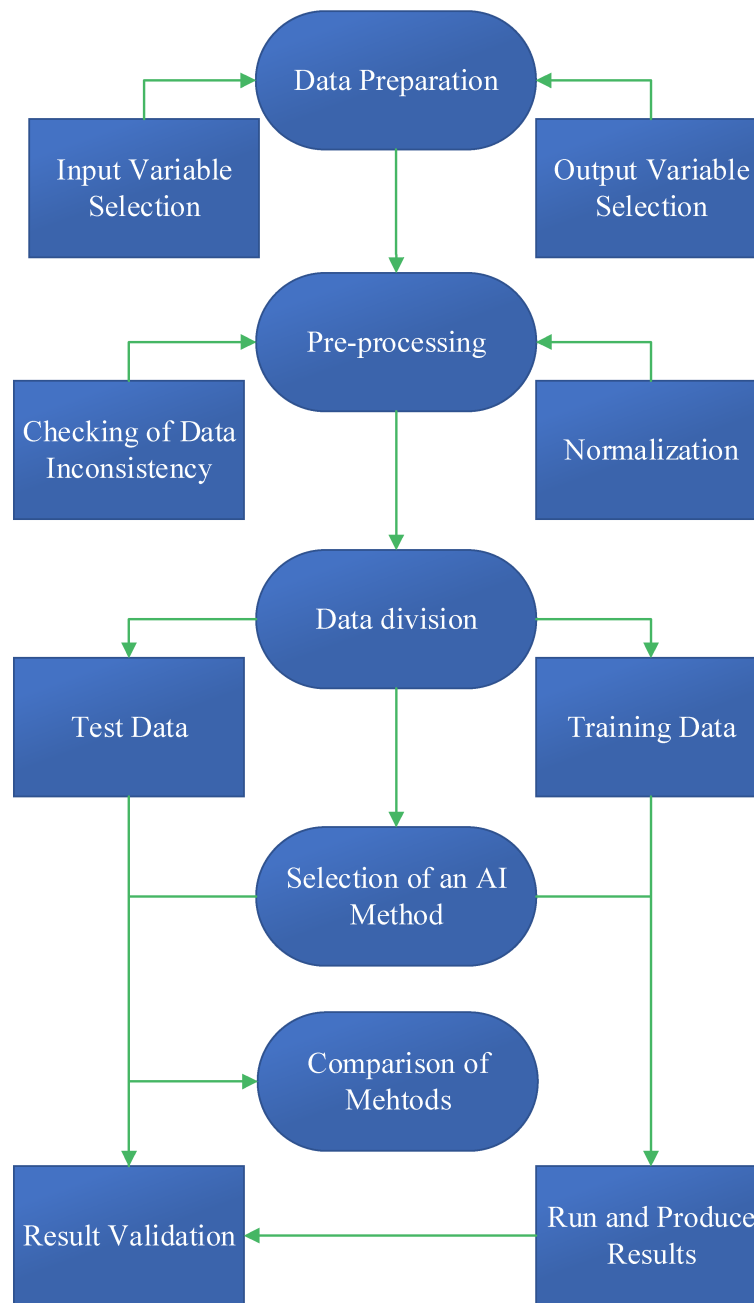 Data Preparation
Input Variable
Selection
Output Variable
Selection
Pre-processing
Checking of Data
Inconsistency
Normalization
Data division
Test Data
Training Data
Selection of an AI
Method
Comparison of
Mehtods
Result Validation
Run and Produce
Results